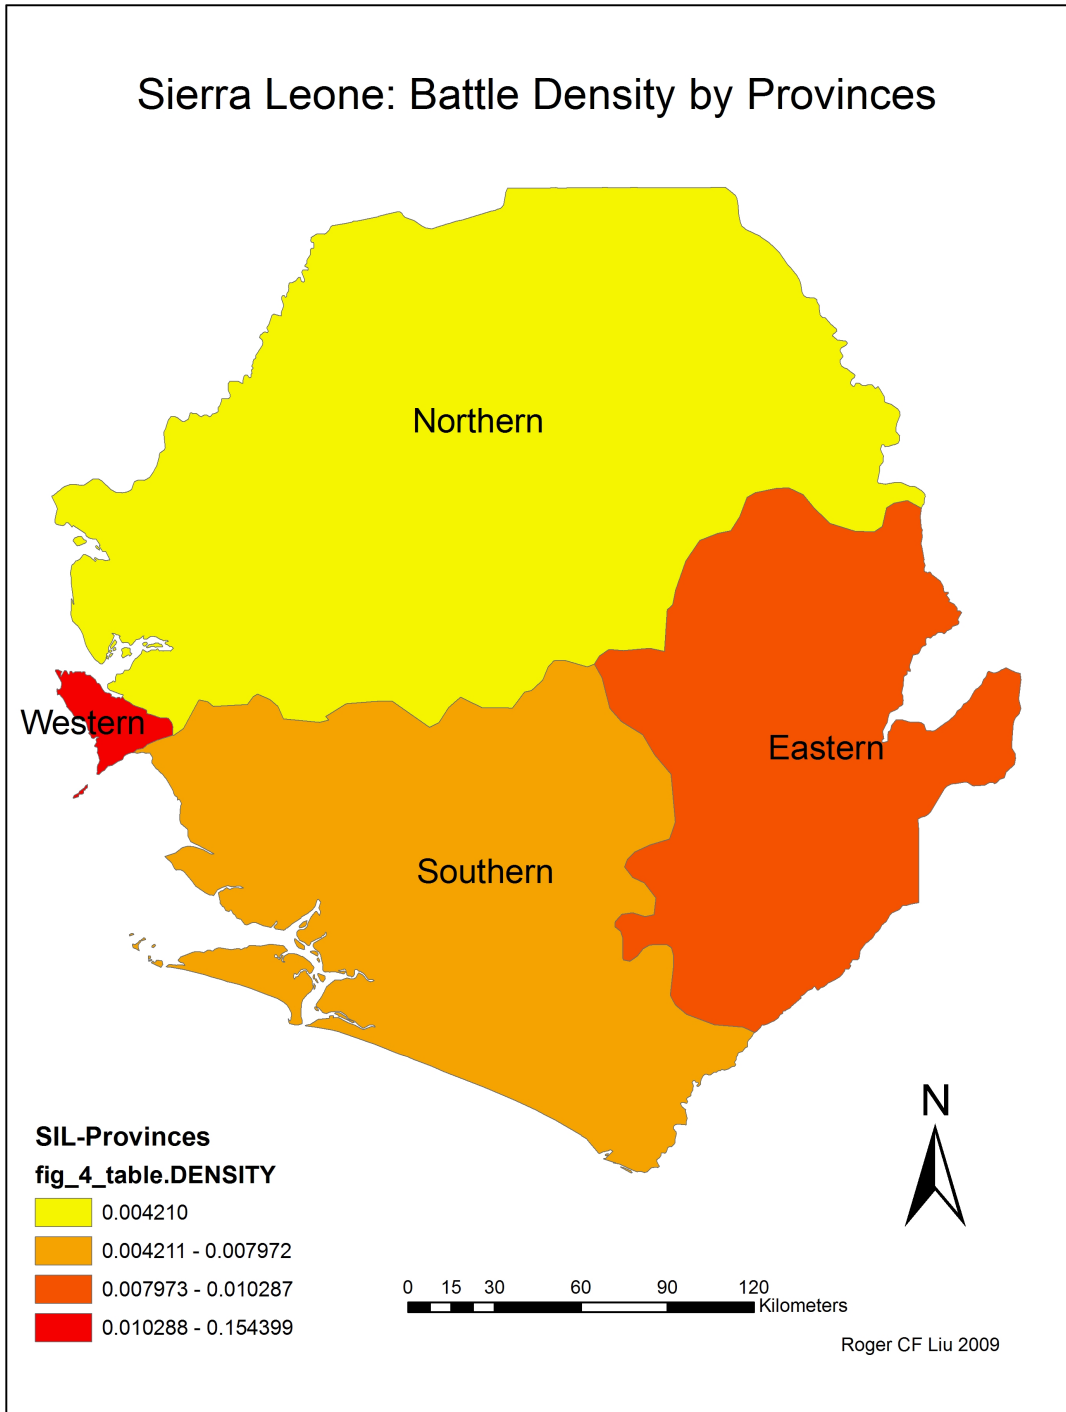 Sierra Leone: Battle Density by Provinces
Northern
Western
Eastern
Southern
N
SIL-Provinces
fig_4_table.DENSITY
0.004210
0.004211 - 0.007972
0.007973 - 0.010287
0.010288 - 0.154399
0 15 30 60 90 120
Kilometers
Roger CF Liu 2009